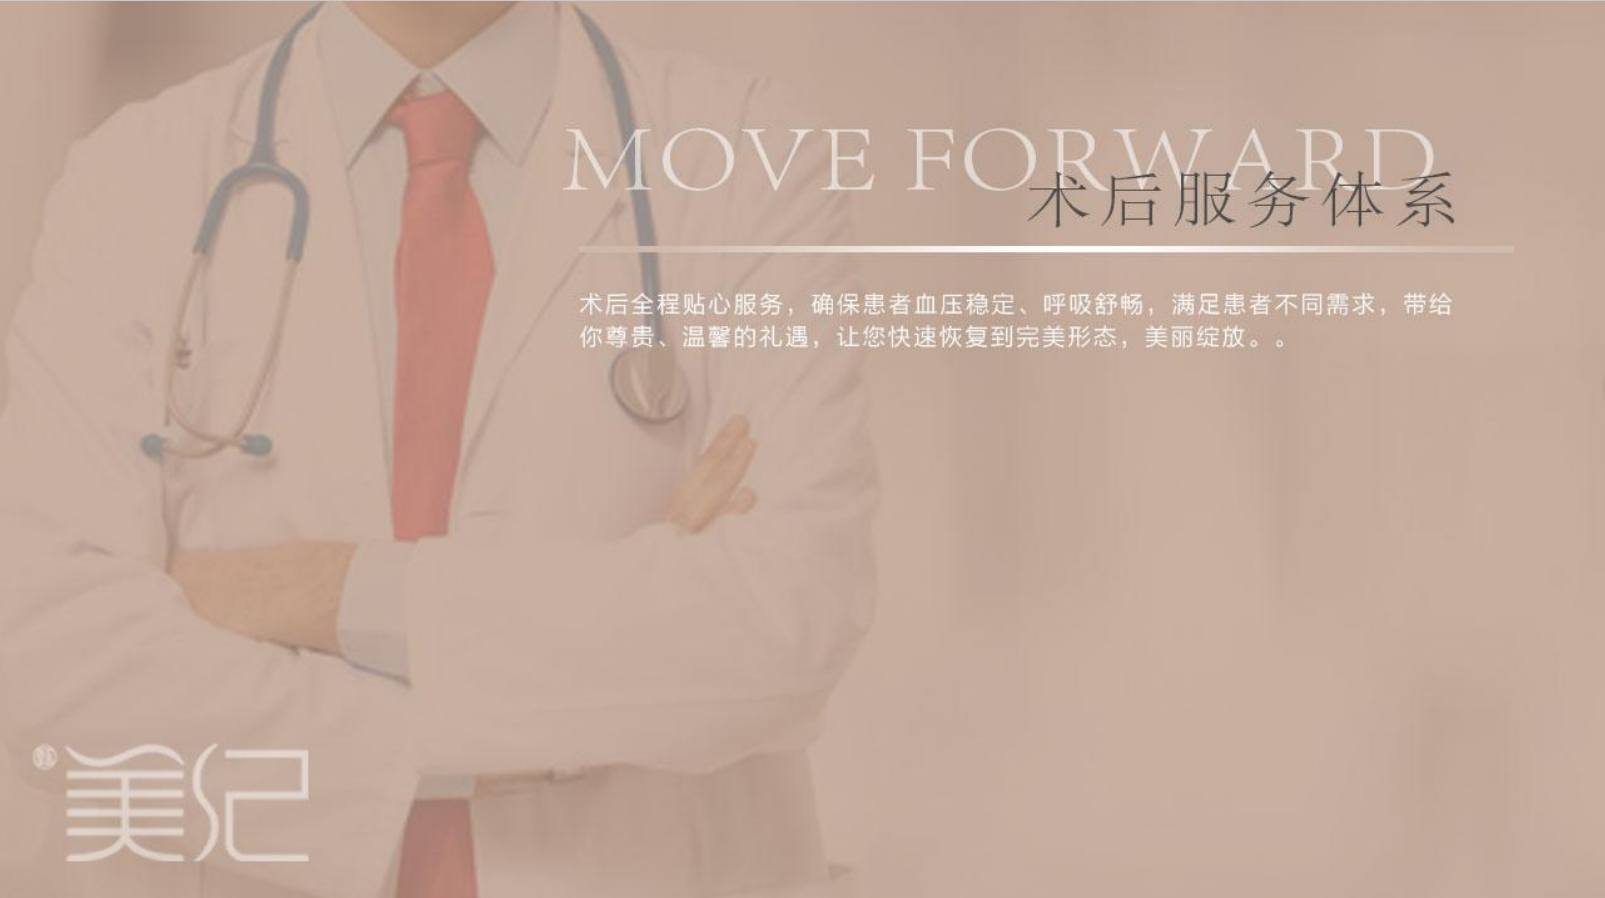 MOVE FORWARD
术后服务体系
术后全程贴心服务，确保患者血压稳定、呼吸舒畅，满足患者不同需求，带给
你尊贵、温馨的礼遇，让您快速恢复到完美形态，美丽绽放。。
美纪